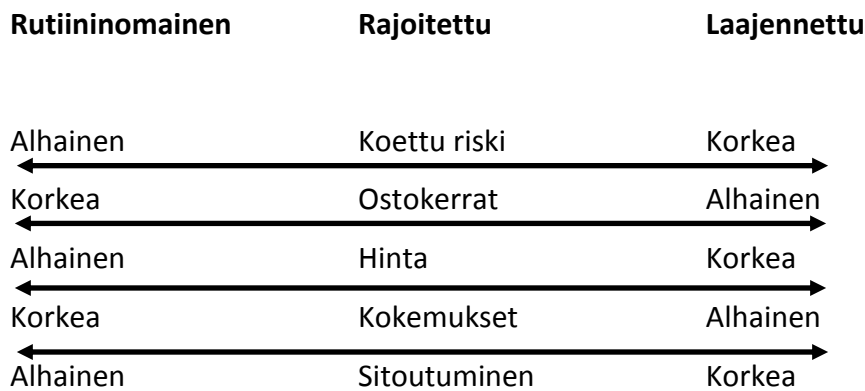 Rutiininomainen Rajoitettu Laajennettu
Alhainen Koettu riski Korkea
Korkea Ostokerrat Alhainen
Alhainen Hinta Korkea
Korkea Kokemukset Alhainen
Alhainen Sitoutuminen Korkea